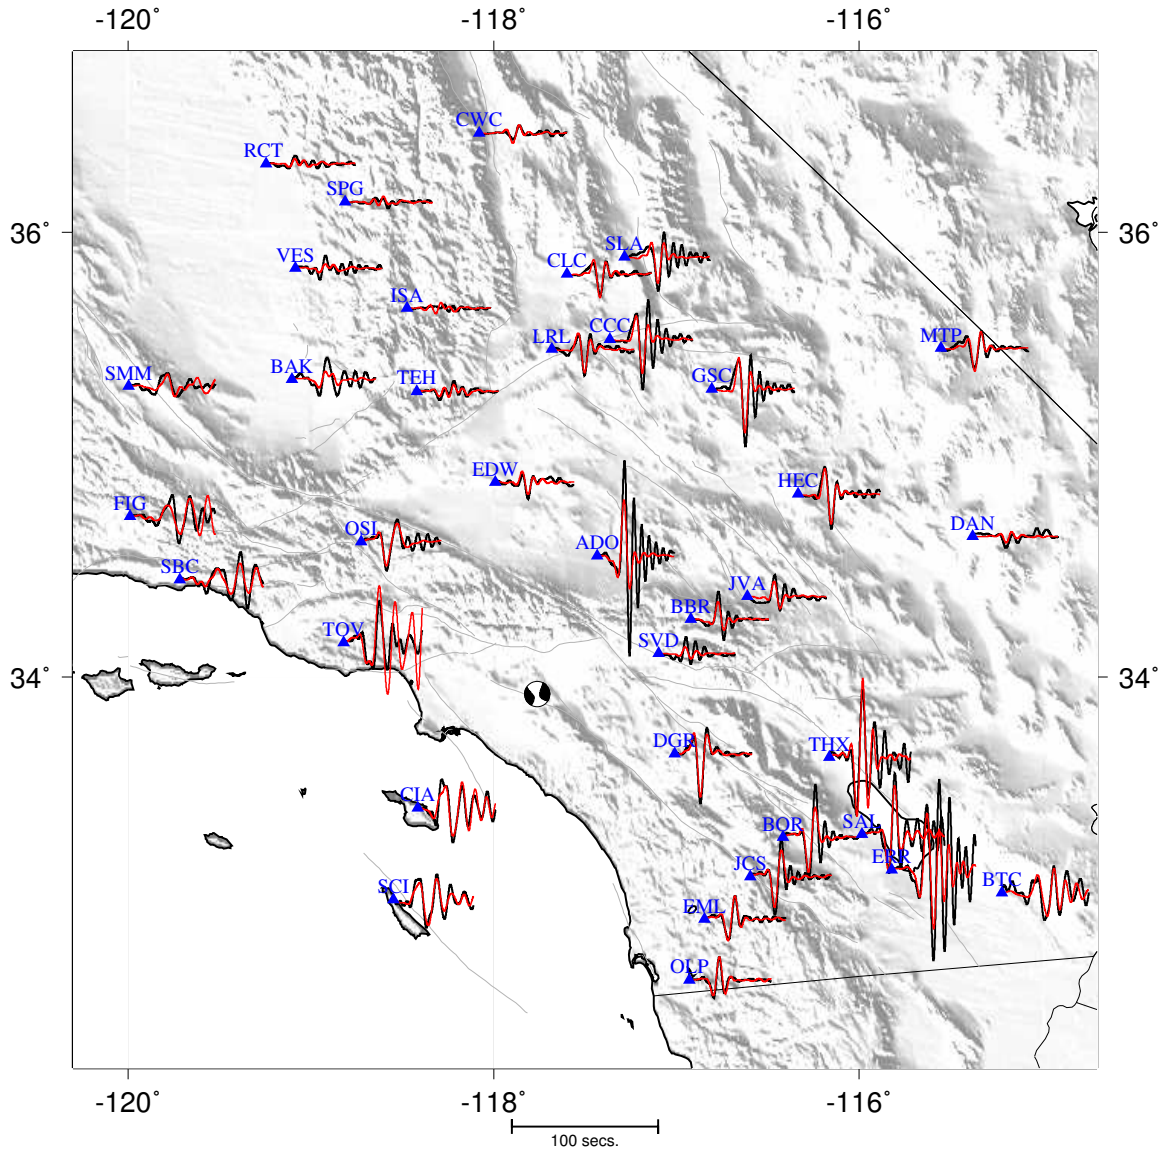 -120° -118° -116°
CWC
RCT
SPG
36° 36°
SLA
VES
CLC
ISA
CCC
LRL
MTP
BAK
SMM
TEH
GSC
EDW
HEC
FIG
DAN
OSI
ADO
SBC
JVA
BBR
TOV
SVD
34° 34°
DGR
THX
CIA
SAL
BOR
ERR
JCS
BTC
SCI
EML
OLP
-120° -118° -116°
100 secs.